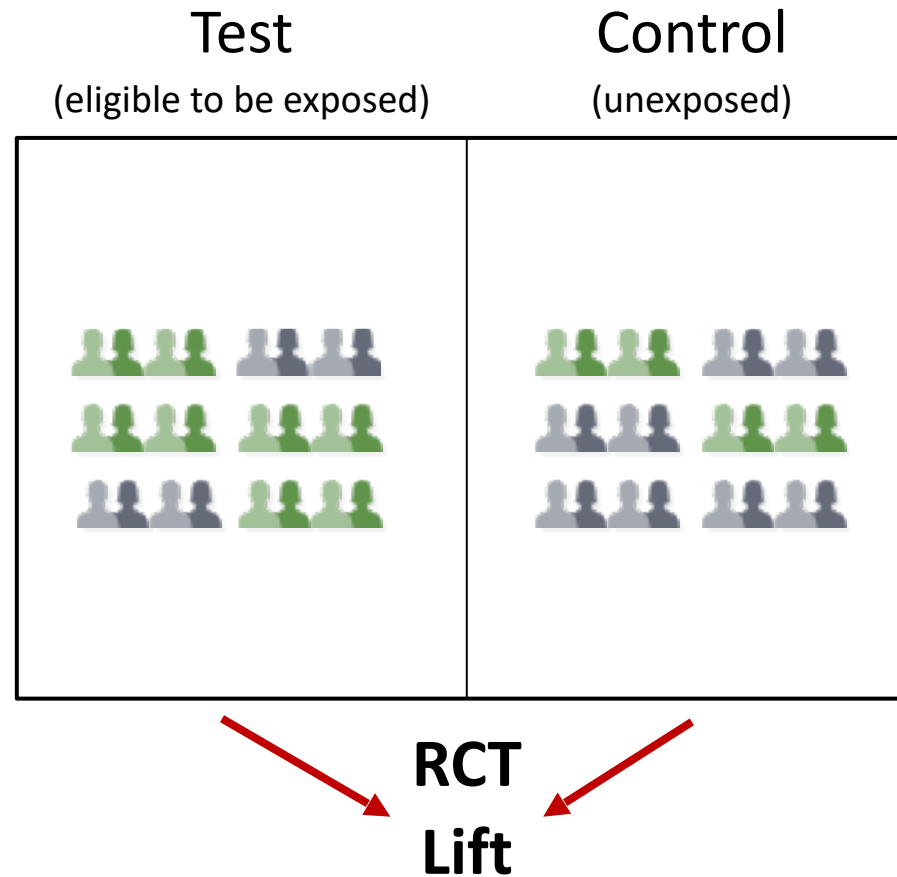 Test
Control
(eligible to be exposed)
(unexposed)
RCT
Lift